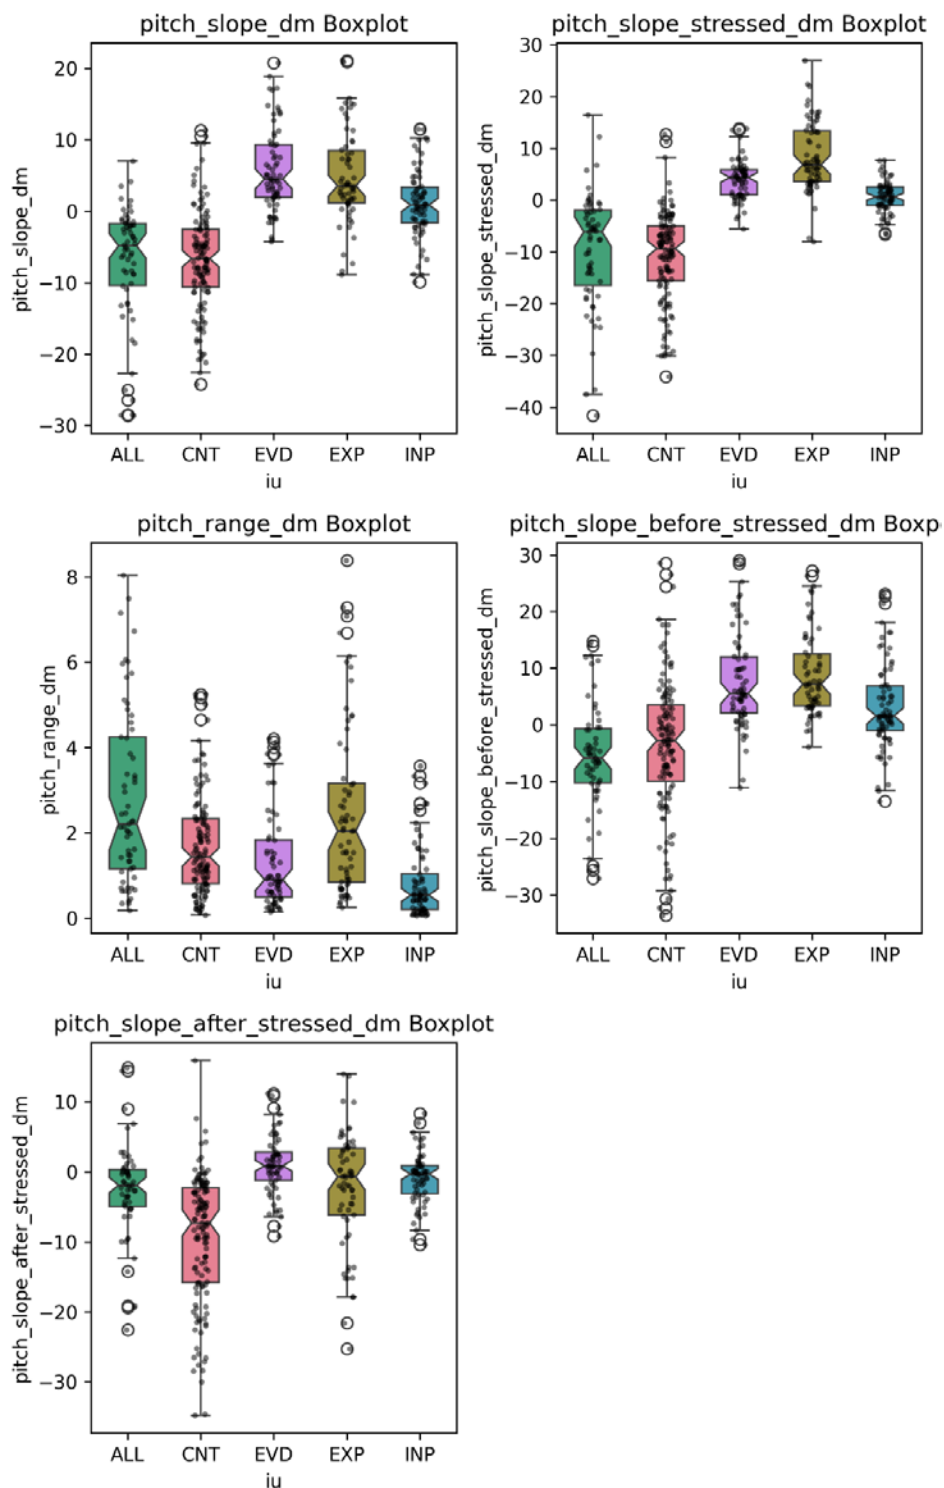 pitch_slope_dm Boxplot
pitch_slope_dm
20
10
0
−10
−20
−30
ALL CNT EVD EXP INP
iu
pitch_slope_stressed_dm Boxplot
pitch_slope_stressed_dm
30
20
10
0
−10
−20
−30
−40
ALL CNT EVD EXP INP
iu
pitch_range_dm Boxplot
pitch_range_dm
8
6
4
2
0
ALL CNT EVD EXP INP
iu
pitch_slope_before_stressed_dm Boxp
pitch_slope_before_stressed_dm
30
20
10
0
−10
−20
−30
ALL CNT EVD EXP INP
iu
pitch_slope_after_stressed_dm Boxplot
pitch_slope_after_stressed_dm
10
0
−10
−20
−30
ALL CNT EVD EXP INP
iu